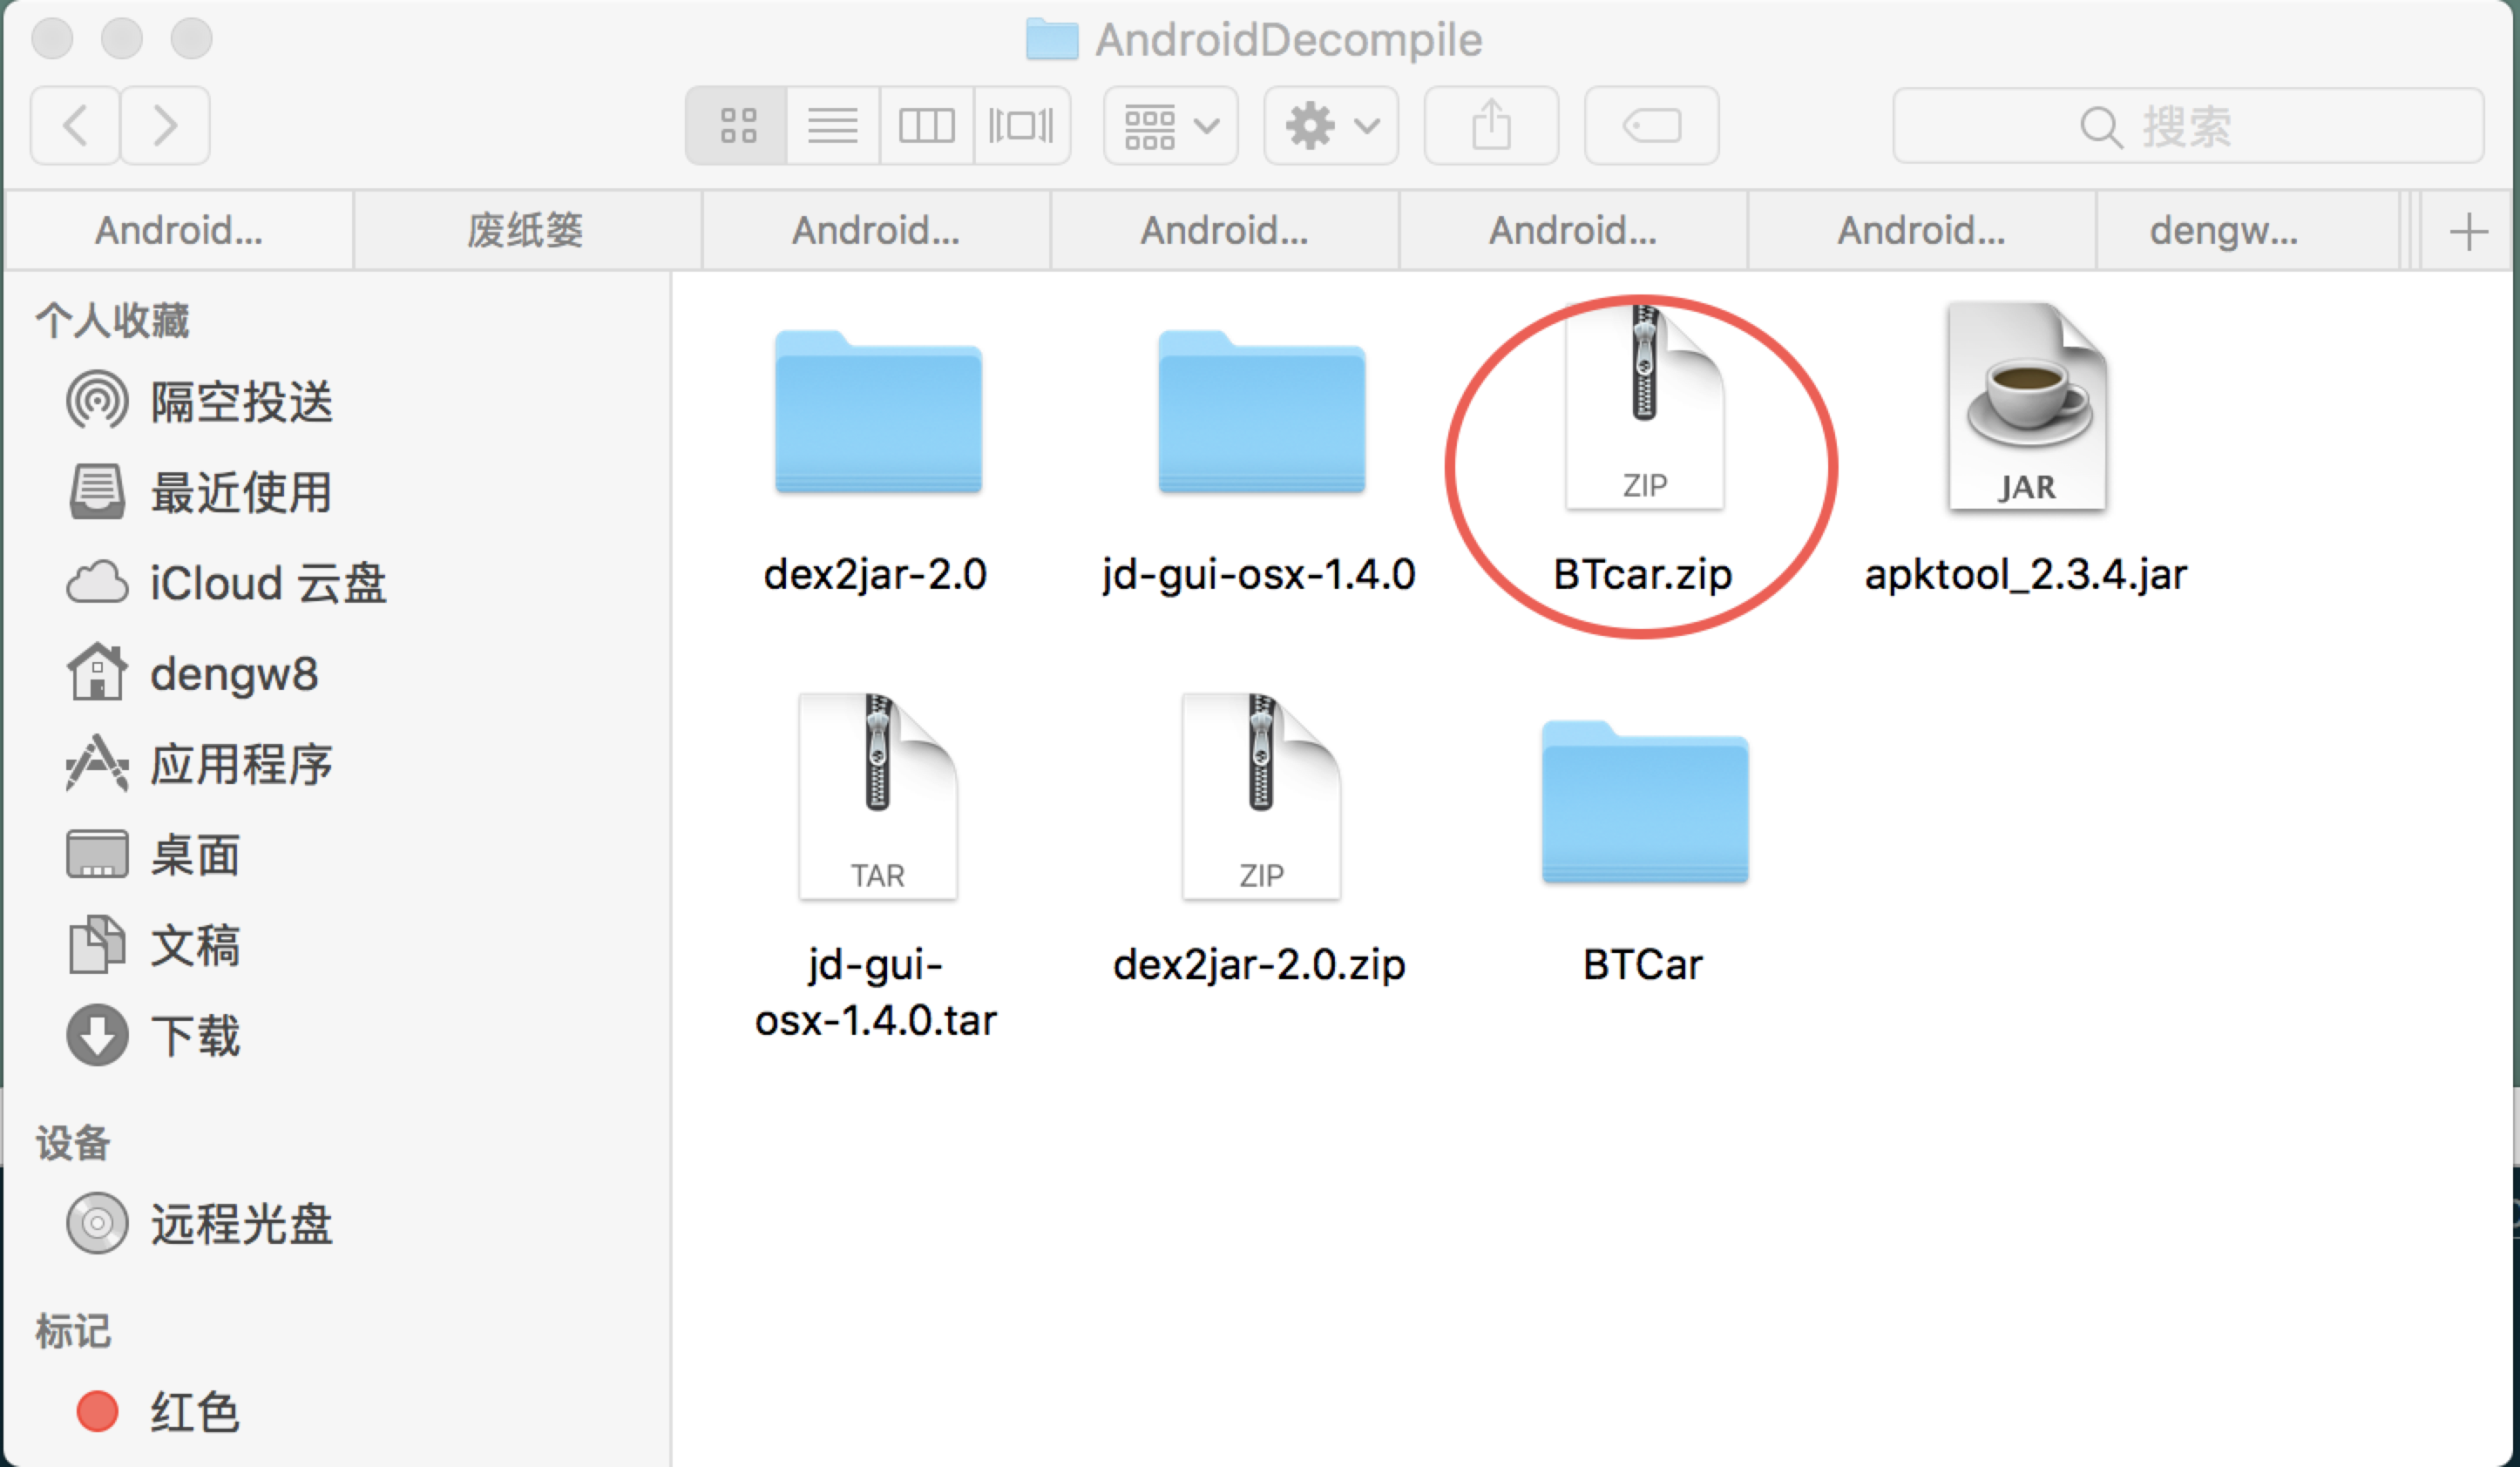 AndroidDecompile
搜索
Android...
废纸篓
Android...
Android...
Android...
Android...
dengw...
个人收藏
隔空投送
最近使用
iCloud 云盘
dengw8
应用程序
桌面
文稿
下载
设备
远程光盘
标记
红色
ZIP
JAR
dex2jar-2.0
jd-gui-osx-1.4.0
BTcar.zip
apktool_2.3.4.jar
TAR
ZIP
jd-gui-
osx-1.4.0.tar
dex2jar-2.0.zip
BTCar